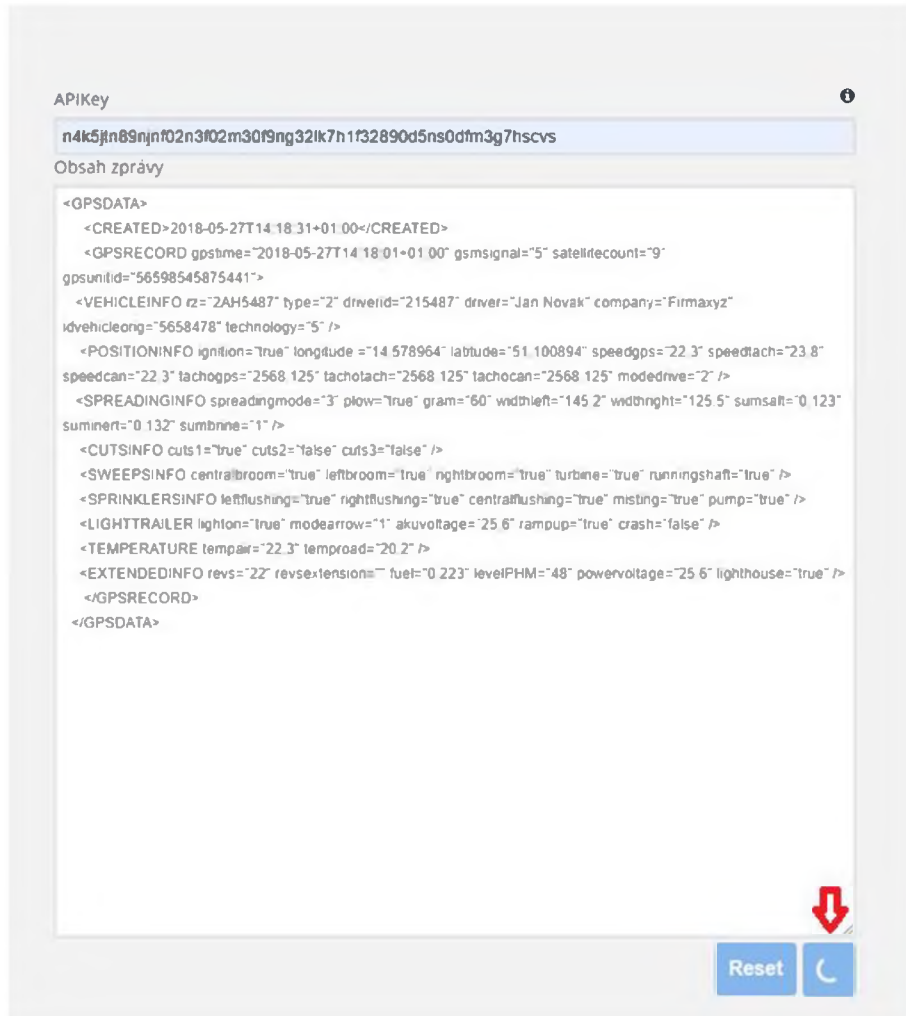 APIKey
Obsah zprávy
<GPSDATA>
<CREATED>2018-05-27T14:18:31+01:00</CREATED>
<GPSRECORD gpstime="2018-05-27T14:18:01+01:00" gsmsignal="5" satelitecount="9"
gpsunitid="56598545875441">
<VEHICLEINFO rz="2AH5487" type="2" driverid="215487" driver="Jan Novak" company="Firmaxyz"
idvehicleorig="5658478" technology="5" />
<POSITIONINFO ignition="true" longitude ="14.578964" latitude="51.100894" speedgps="22.3" speedtach="23.8"
speedcan="22.3" tachogps="2568.125" tachotach="2568.125" tachocan="2568.125" modedrive="2" />
<SPREADINGINFO spreadingmode="3" plow="true" gram="60" widthleft="145.2" widthright="125.5" sumsalt="0.123"
suminert="0.132" sumbrine="1" />
<CUTSINFO cuts1="true" cuts2="false" cuts3="false" />
<SWEEPSINFO centralbroom="true" leftbroom="true" rightbroom="true" turbine="true" runningshaft="true" />
<SPRINKLERSINFO leftflushing="true" rightflushing="true" centralflushing="true" misting="true" pump="true" />
<LIGHTTRAILER lighton="true" modearrow="1" akuvoltage="25.6" rampup="true" crash="false" />
<TEMPERATURE tempair="22.3" temproad="20.2" />
<EXTENDEDINFO revs="22" revsextension="" fuel="0.223" levelPHM="48" powervoltage="25.6" lighthouse="true" />
</GPSRECORD>
</GPSDATA>
Reset